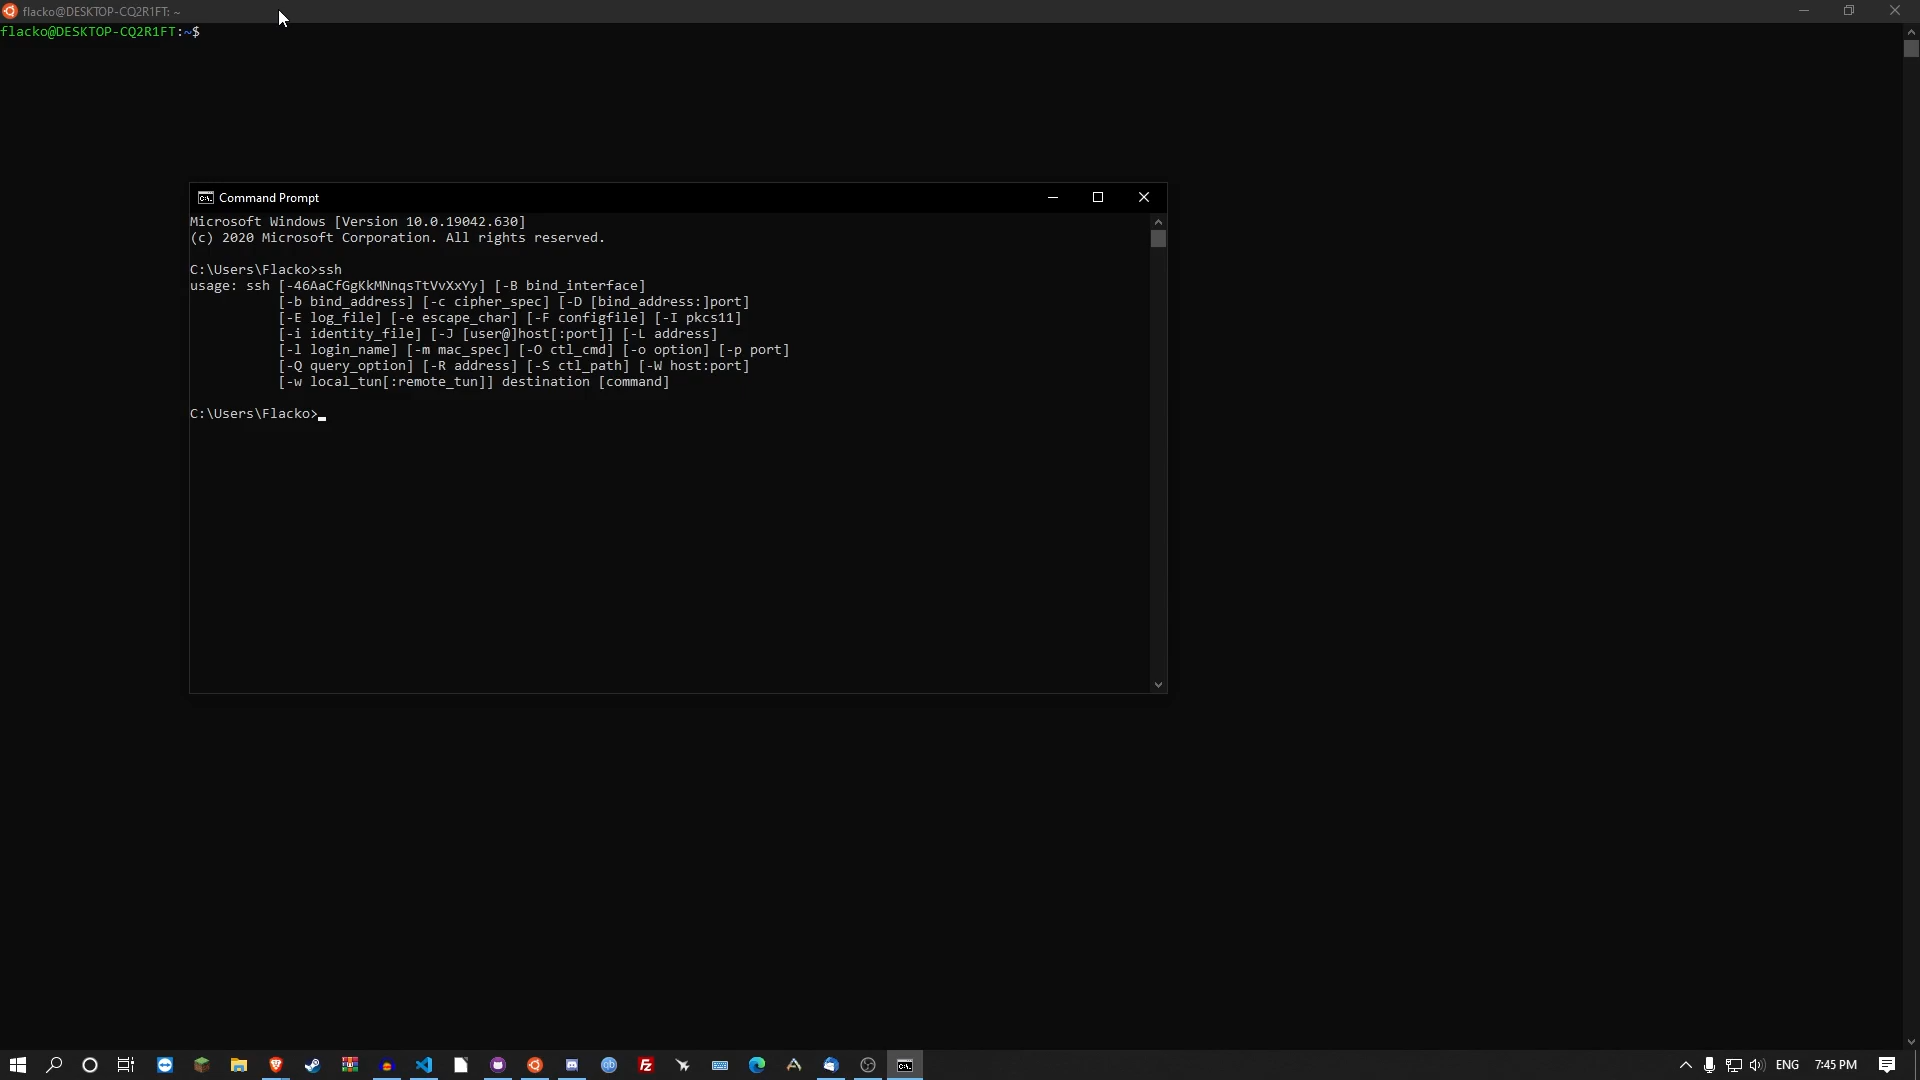 flacko@DESKTOP-CQ2R1FT: ~
flacko@DESKTOP-CQ2R1FT:~$
Command Prompt
Microsoft Windows [Version 10.0.19042.630]
(c) 2020 Microsoft Corporation. All rights reserved.
C:\Users\Flacko>ssh
usage: ssh [-46AaCfGgKkMNnqsTtVvXxYy] [-B bind_interface]
[-b bind_address] [-c cipher_spec] [-D [bind_address:]port]
[-E log_file] [-e escape_char] [-F configfile] [-I pkcs11]
[-i identity_file] [-J [user@]host[:port]] [-L address]
[-l login_name] [-m mac_spec] [-O ctl_cmd] [-o option] [-p port]
[-Q query_option] [-R address] [-S ctl_path] [-W host:port]
[-w local_tun[:remote_tun]] destination [command]
C:\Users\Flacko>
ENG 7:45 PM